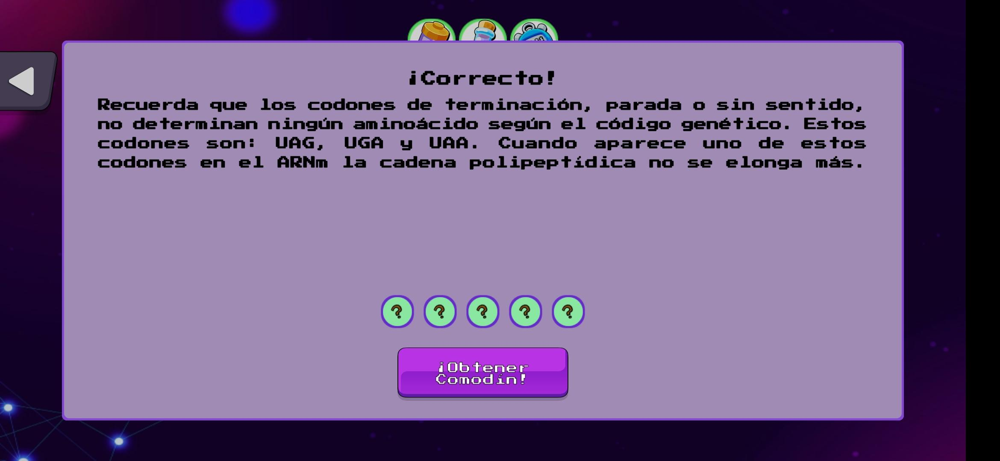 ¡Correcto!
Recuerda que los codones de terminación, parada o sin sentido,
no determinan ningún aminoácido según el código genético. Estos
codones son: UAG, UGA y UAA. Cuando aparece uno de estos
codones en el ARNm la cadena polipeptídica no se elonga más.
? ? ? ? ?
¡Obtener
Comodín!